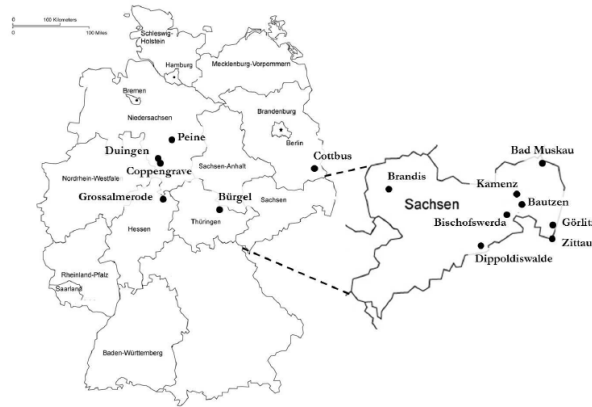 0 100 Kilometers
0 100 Miles
Schleswig-
Holstein
Hamburg
Mecklenburg-Vorpommern
Bremen
Niedersachsen
Brandenburg
Berlin
Peine
Duingen
Coppengrave
Sachsen-Anhalt
Cottbus
Nordrhein-Westfale
Grossalmerode
Bürgel
Sachsen
Thüringen
Hessen
Rheinland-Pfalz
Saarland
Baden-Württemberg
Bad Muskau
Brandis
Kamenz
Sachsen
Bautzen
Bischofswerda
Görlit
Zittau
Dippoldiswalde